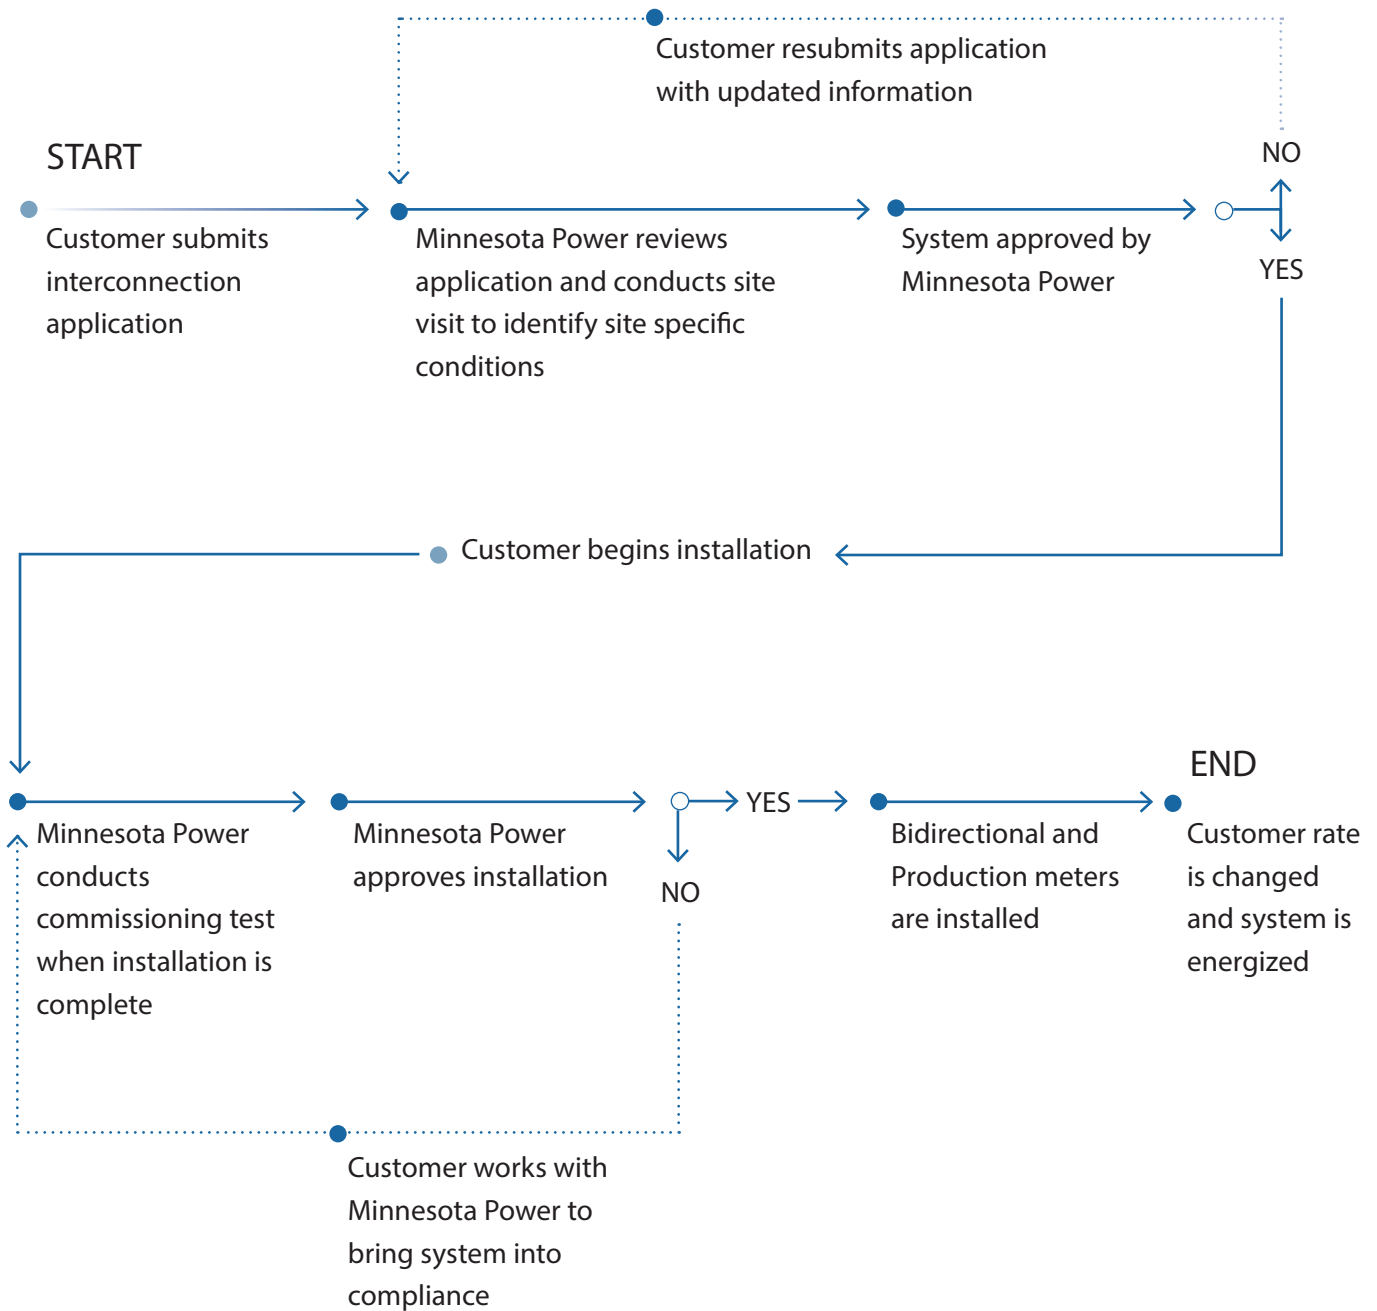 Customer resubmits application
with updated information
START
NO
Customer submits
interconnection
application
Minnesota Power reviews
application and conducts site
visit to identify site specific
conditions
System approved by
Minnesota Power
YES
Customer begins installation
END
Minnesota Power
conducts
commissioning test
when installation is
complete
Minnesota Power
approves installation
YES
NO
Bidirectional and
Production meters
are installed
Customer rate
is changed
and system is
energized
Customer works with
Minnesota Power to
bring system into
compliance